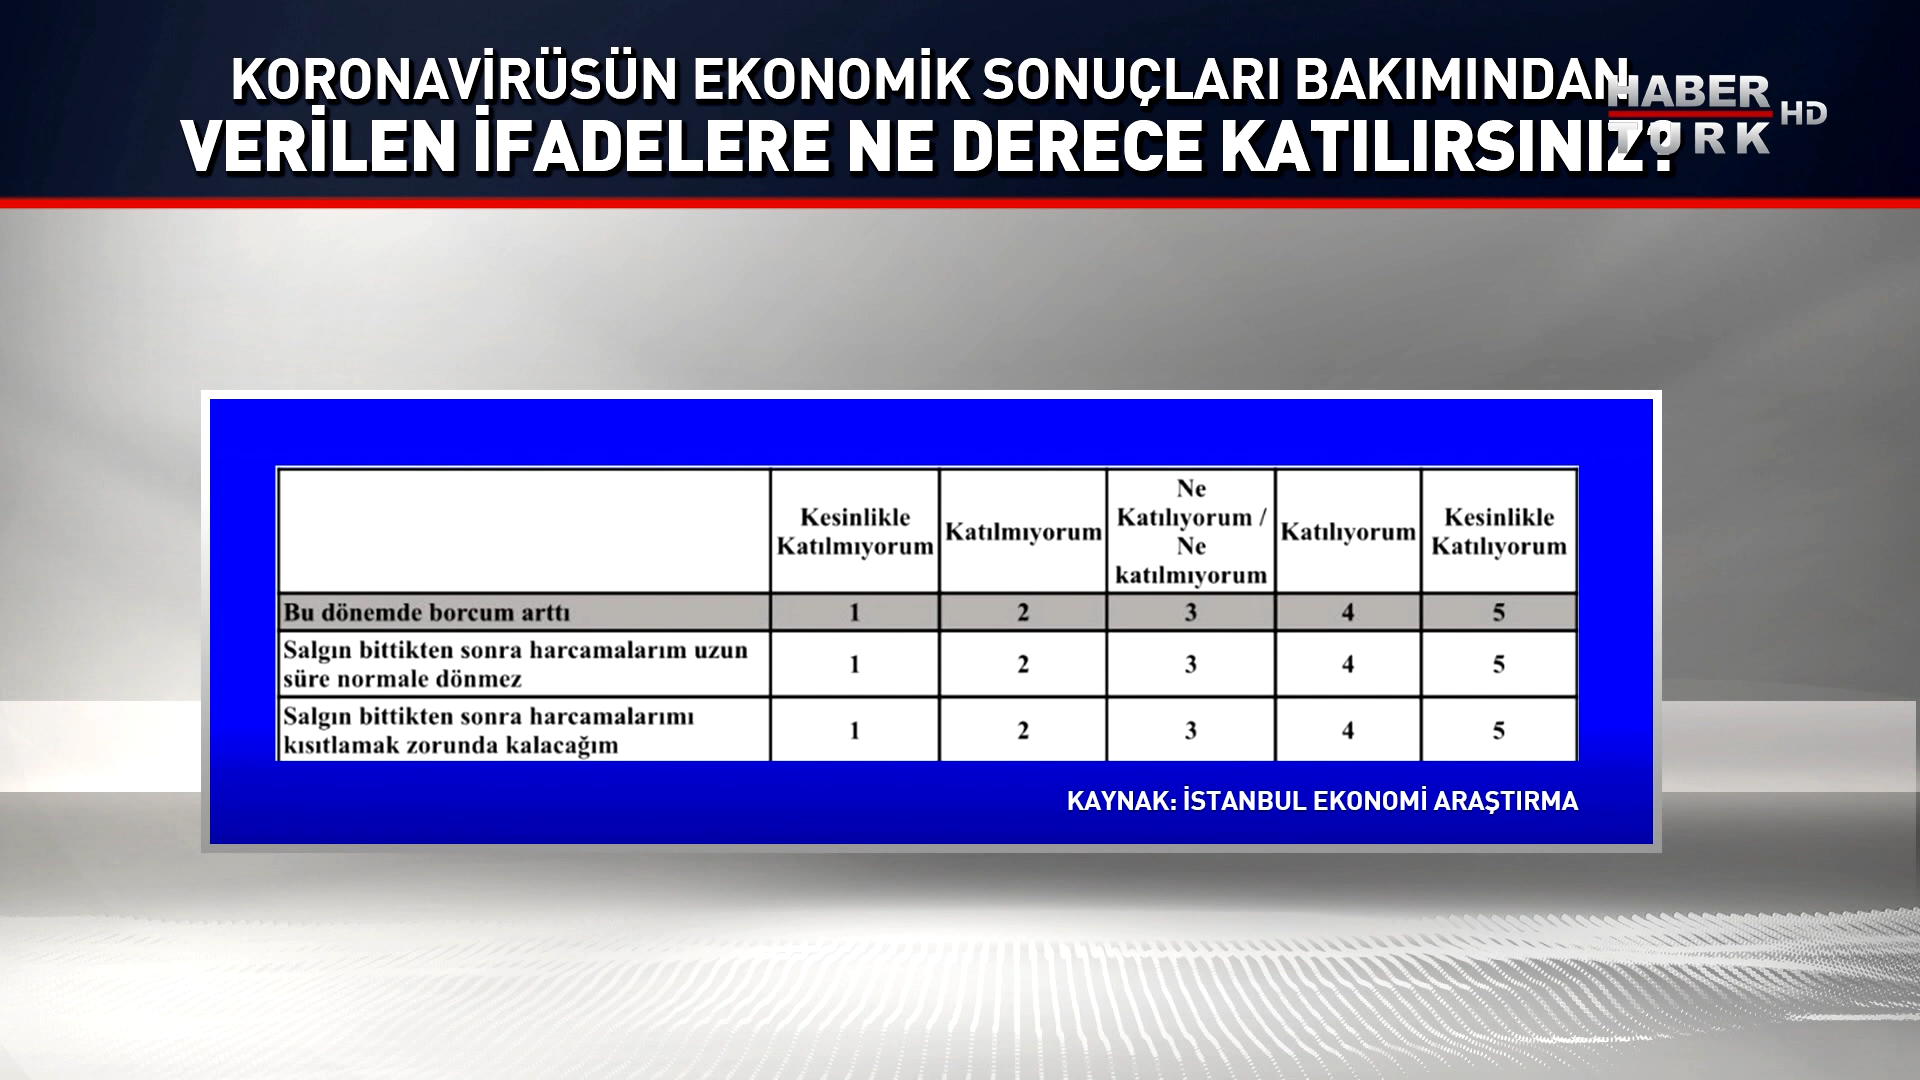 KORONAVİRÜSÜN EKONOMİK SONUÇLARI BAKIMINDAN
VERİLEN İFADELERE NE DERECE KATILIRSINIZ?
HABER
TÜRK
HD
Kesinlikle
Katılmıyorum
Katılmıyorum
Ne
Katılıyorum /
Ne
katılmıyorum
Katılıyorum
Kesinlikle
Katılıyorum
Bu dönemde borcum arttı 1 2 3 4 5
Salgın bittikten sonra harcamalarım uzun
süre normale dönmez 1 2 3 4 5
Salgın bittikten sonra harcamalarımı
kısıtlamak zorunda kalacağım 1 2 3 4 5
KAYNAK: İSTANBUL EKONOMİ ARAŞTIRMA